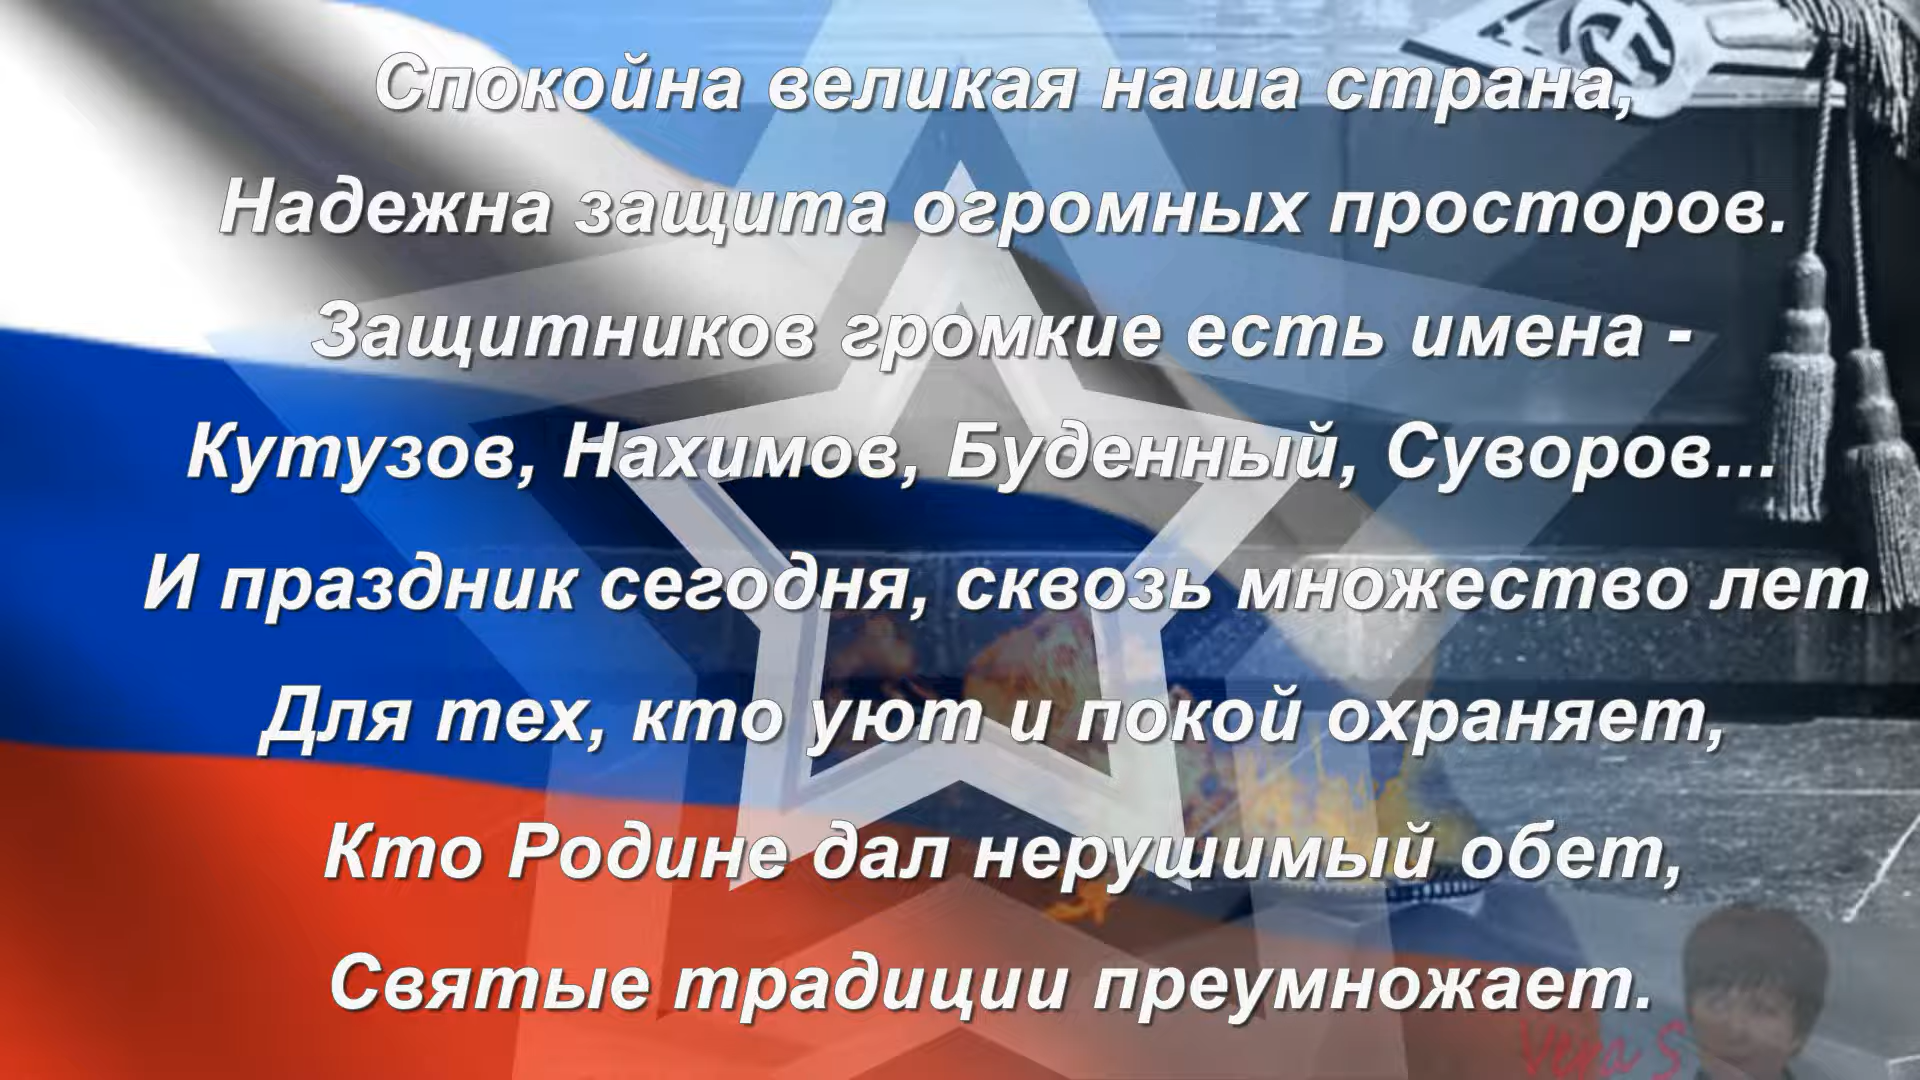 Спокойна великая наша страна,
Надежна защита огромных просторов.
Защитников громкие есть имена -
Кутузов, Нахимов, Буденный, Суворов...
И праздник сегодня, сквозь множество лет
Для тех, кто уют и покой охраняет,
Кто Родине дал нерушимый обет,
Святые традиции преумножает.
Vera S